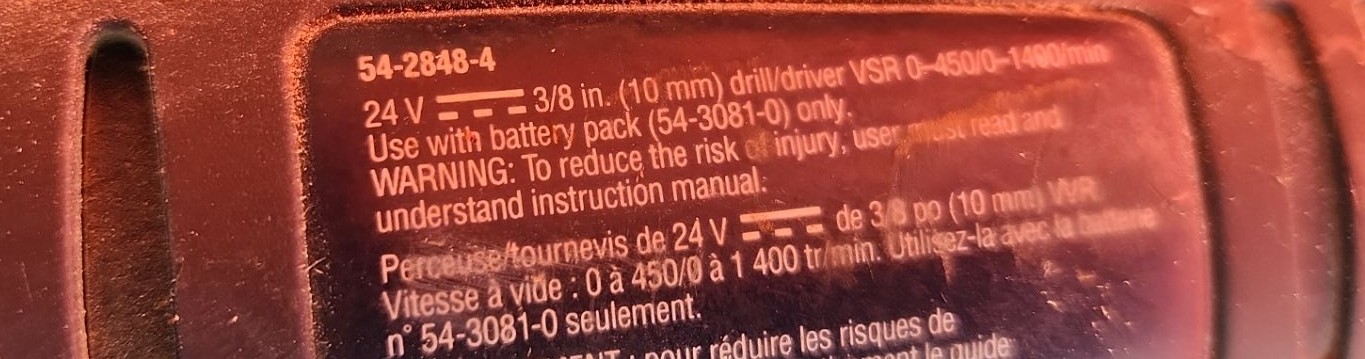 54-2848-4
24 V 3/8 in. (10 mm) drill/driver VSR 0-450/0-1400/min
Use with battery pack (54-3081-0) only.
WARNING: To reduce the risk of injury, user must read and
understand instruction manual.
Perceuse/tournevis de 24 V de 3/8 po (10 mm) VVR
Vitesse à vide : 0 à 450/0 à 1 400 tr/min. Utilisez-la avec la batterie
n° 54-3081-0 seulement.
: pour réduire les risques de
le guide